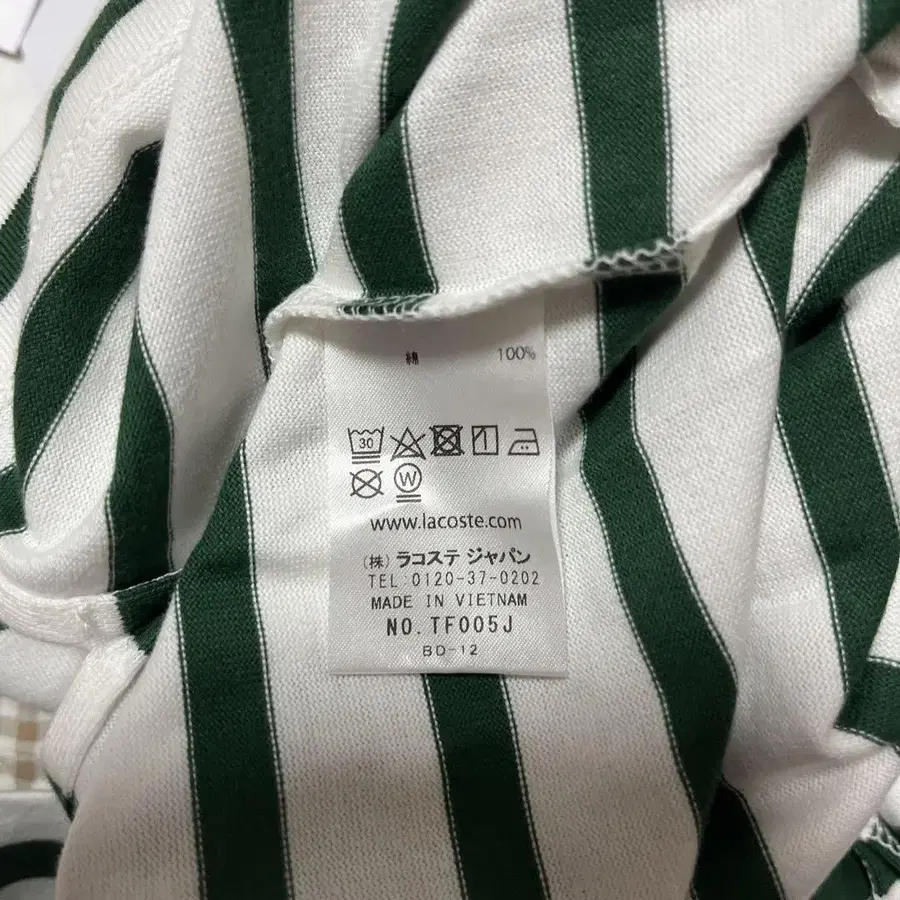 綿 100%
30
W
www.lacoste.com
(株) ラコステ ジャパン
TEL:0120-37-0202
MADE IN VIETNAM
NO. TF005J
BD-12